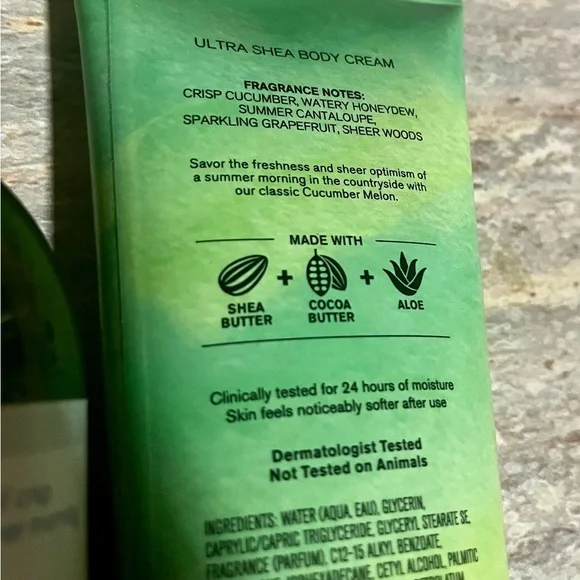 ULTRA SHEA BODY CREAM
FRAGRANCE NOTES:
CRISP CUCUMBER, WATERY HONEYDEW,
SUMMER CANTALOUPE,
SPARKLING GRAPEFRUIT, SHEER WOODS
Savor the freshness and sheer optimism of
a summer morning in the countryside with
our classic Cucumber Melon.
MADE WITH
SHEA BUTTER + COCOA BUTTER + ALOE
Clinically tested for 24 hours of moisture
Skin feels noticeably softer after use
Dermatologist Tested
Not Tested on Animals
INGREDIENTS: WATER (AQUA, EAU), GLYCERIN,
CAPRYLIC/CAPRIC TRIGLYCERIDE, GLYCERYL STEARATE SE,
FRAGRANCE (PARFUM), C12-15 ALKYL BENZOATE,
CETYL ALCOHOL, PALMITIC